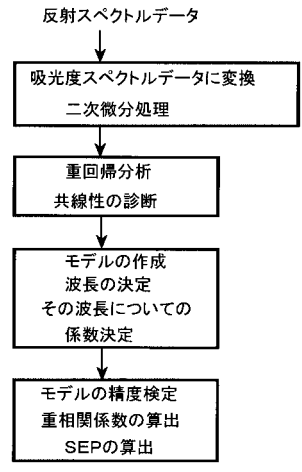 反射スペクトルデータ
吸光度スペクトルデータに変換
二次微分処理
重回帰分析
共線性の診断
モデルの作成
波長の決定
その波長についての
係数決定
モデルの精度検定
重相関係数の算出
SEPの算出